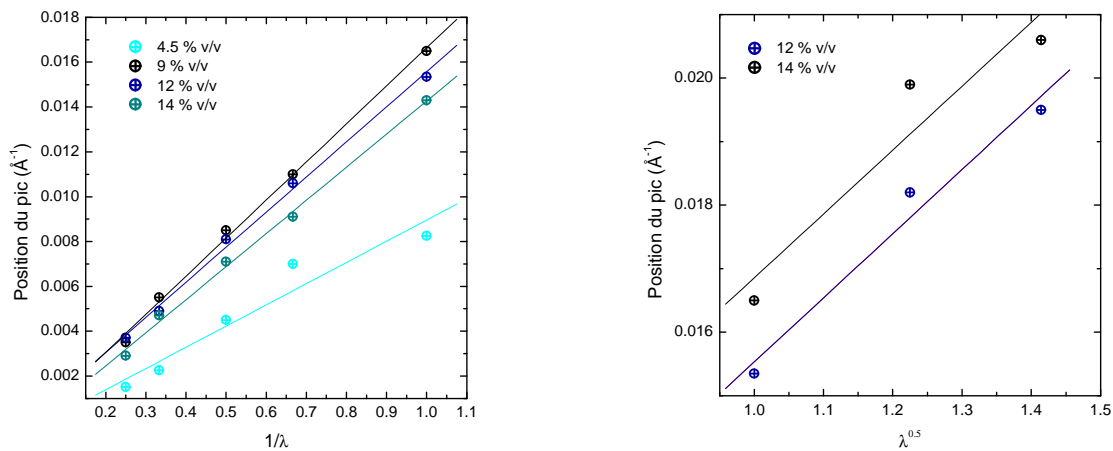 0.018
0.016
0.014
0.012
0.010
0.008
0.006
0.004
0.002
Position du pic (Å⁻¹)
4.5 % v/v
9 % v/v
12 % v/v
14 % v/v
0.2 0.3 0.4 0.5 0.6 0.7 0.8 0.9 1.0 1.1
1/λ
0.020
0.018
0.016
Position du pic (Å⁻¹)
12 % v/v
14 % v/v
1.0 1.1 1.2 1.3 1.4 1.5
λ⁰·⁵